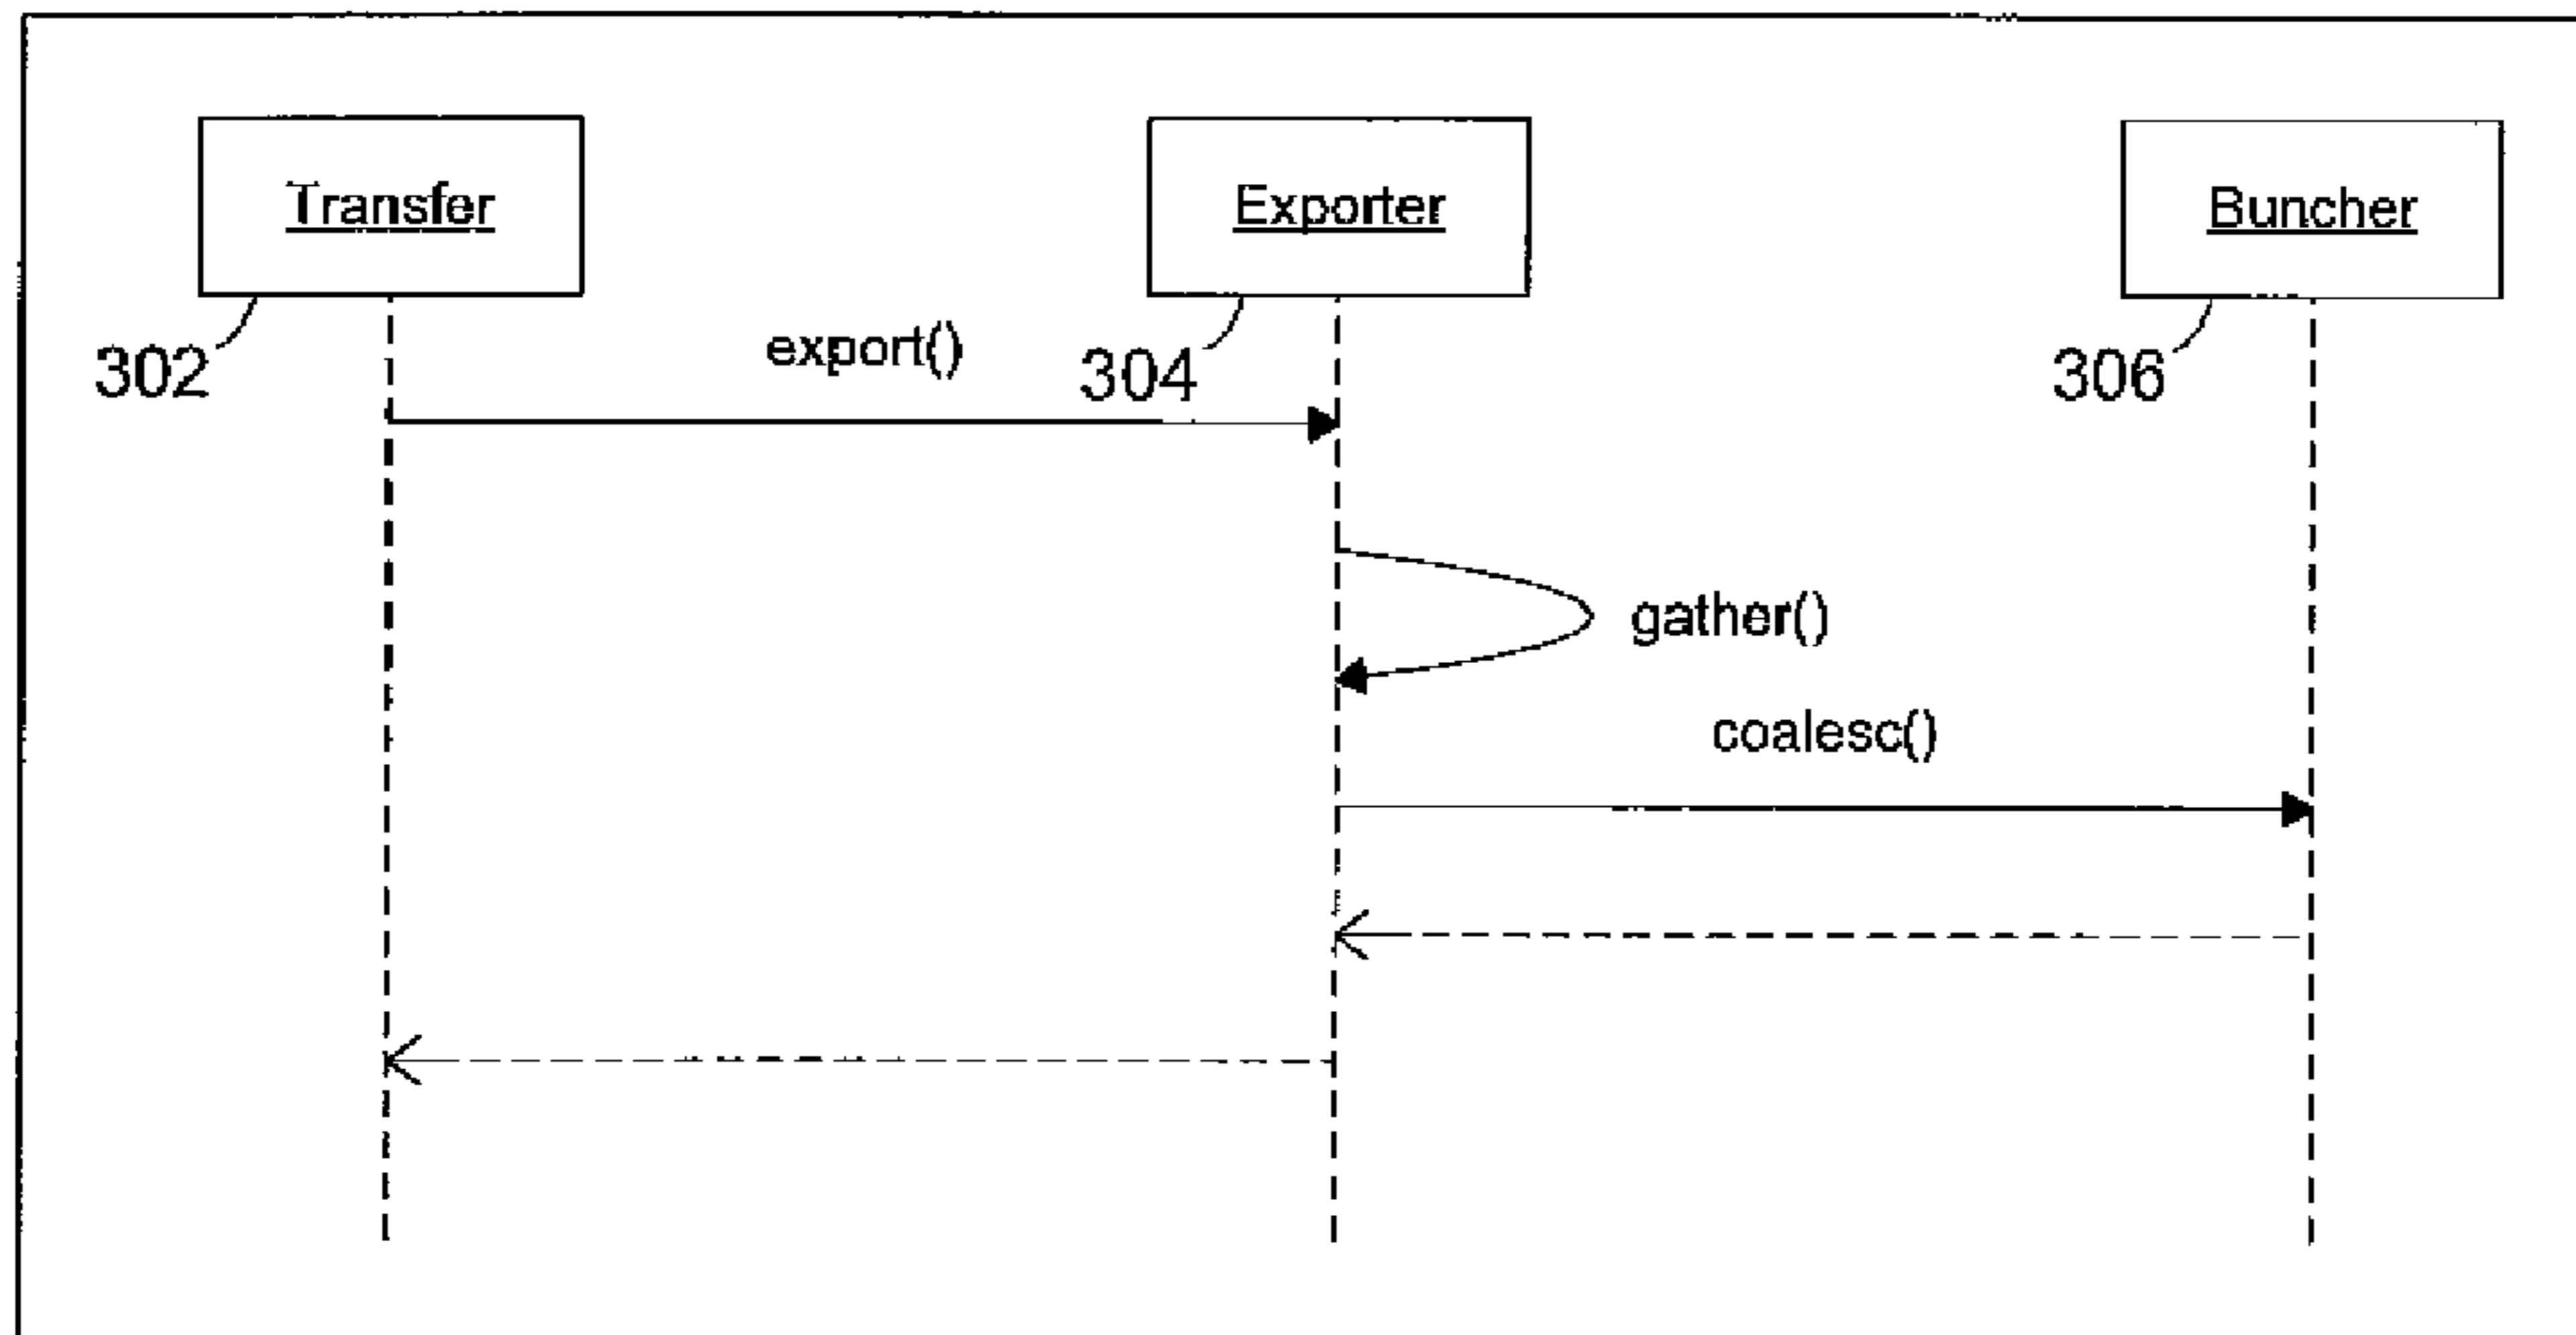 Transfer
Exporter
Buncher
302
export()
304
306
gather()
coalesc()